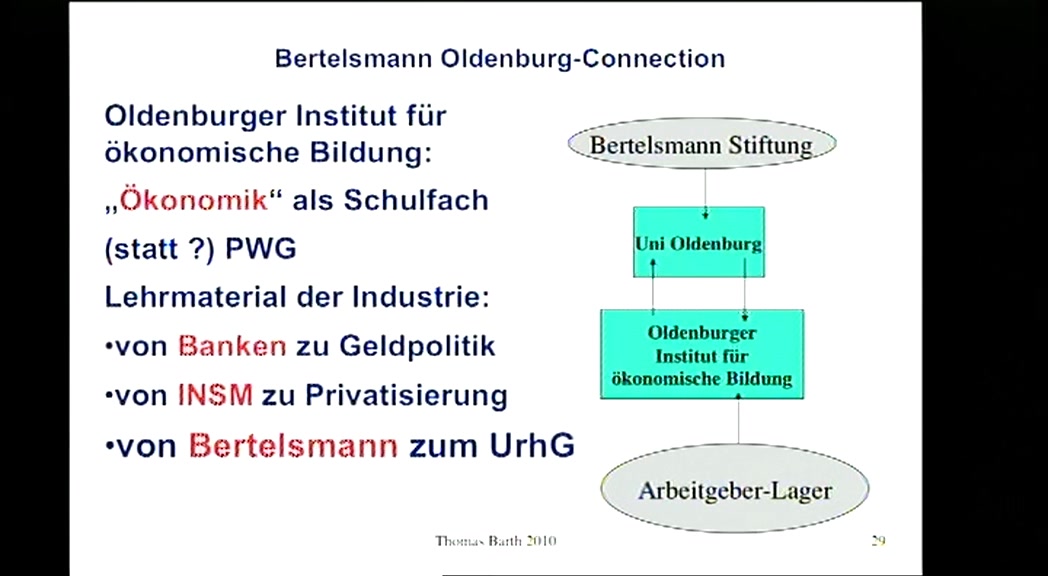 Bertelsmann Oldenburg-Connection
Oldenburger Institut für
ökonomische Bildung:
„Ökonomik“ als Schulfach
(statt ?) PWG
Lehrmaterial der Industrie:
•von Banken zu Geldpolitik
•von INSM zu Privatisierung
•von Bertelsmann zum UrhG
Bertelsmann Stiftung
Uni Oldenburg
Oldenburger
Institut für
ökonomische Bildung
Arbeitgeber-Lager
Thomas Barth 2010
29